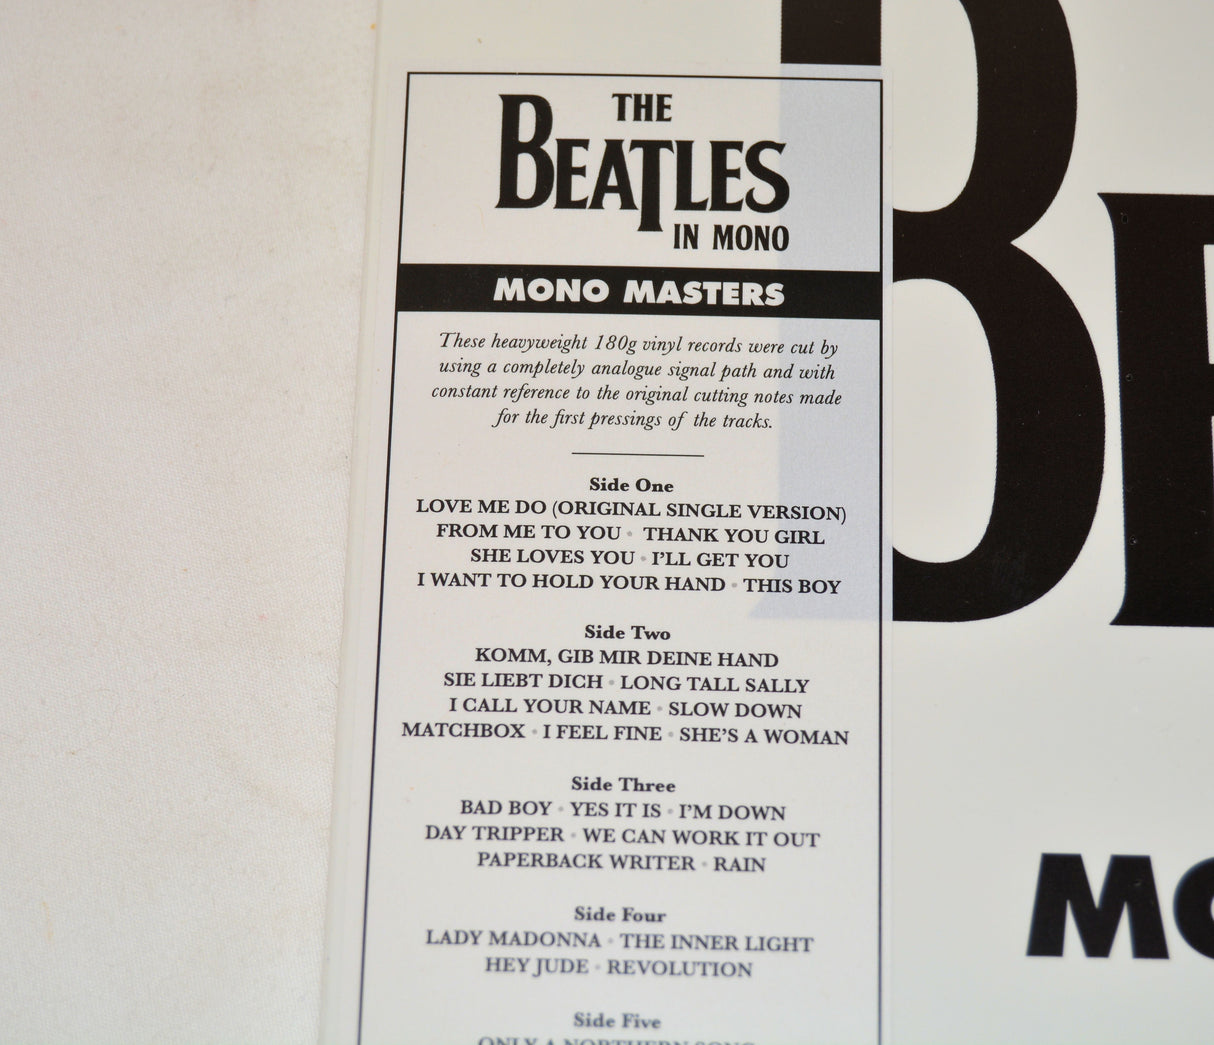 THE
BEATLES
IN MONO
MONO MASTERS
These heavyweight 180g vinyl records were cut by
using a completely analogue signal path and with
constant reference to the original cutting notes made
for the first pressings of the tracks.
Side One
LOVE ME DO (ORIGINAL SINGLE VERSION)
FROM ME TO YOU • THANK YOU GIRL
SHE LOVES YOU • I'LL GET YOU
I WANT TO HOLD YOUR HAND • THIS BOY
Side Two
KOMM, GIB MIR DEINE HAND
SIE LIEBT DICH • LONG TALL SALLY
I CALL YOUR NAME • SLOW DOWN
MATCHBOX • I FEEL FINE • SHE'S A WOMAN
Side Three
BAD BOY • YES IT IS • I'M DOWN
DAY TRIPPER • WE CAN WORK IT OUT
PAPERBACK WRITER • RAIN
Side Four
LADY MADONNA • THE INNER LIGHT
HEY JUDE • REVOLUTION
Side Five
ONLY A NORTHERN SONG